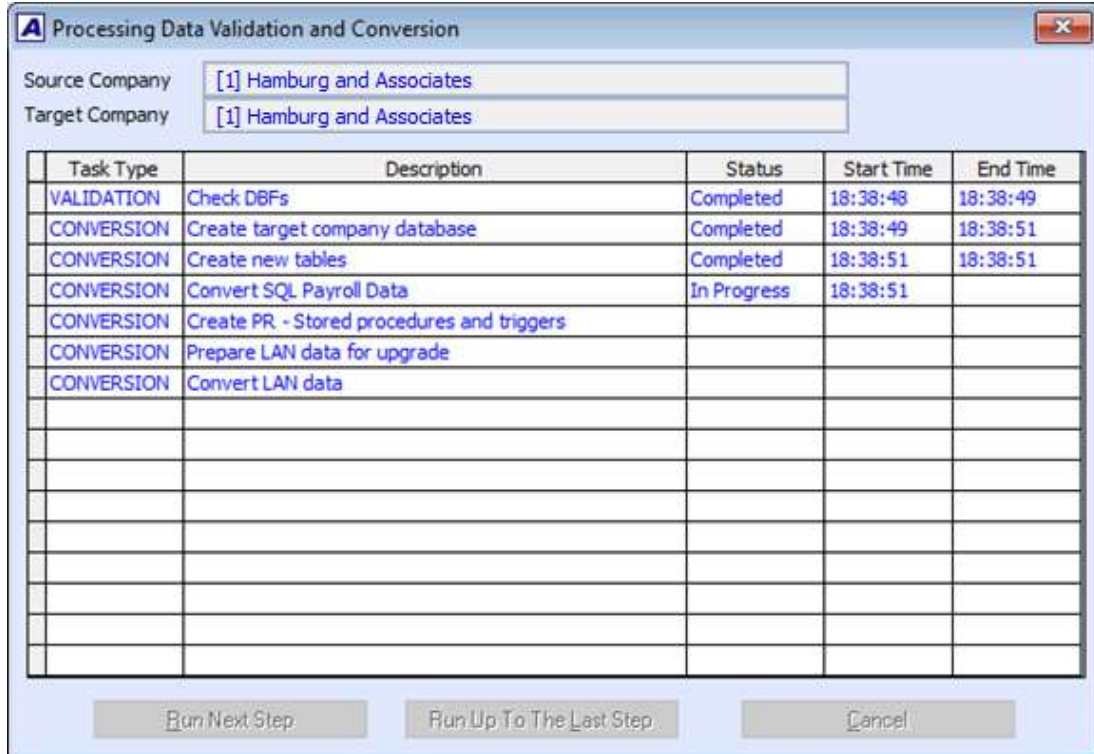 A Processing Data Validation and Conversion
Source Company [1] Hamburg and Associates
Target Company [1] Hamburg and Associates
Task Type Description Status Start Time End Time
VALIDATION Check DBFs Completed 18:38:48 18:38:49
CONVERSION Create target company database Completed 18:38:49 18:38:51
CONVERSION Create new tables Completed 18:38:51 18:38:51
CONVERSION Convert SQL Payroll Data In Progress 18:38:51
CONVERSION Create PR - Stored procedures and triggers
CONVERSION Prepare LAN data for upgrade
CONVERSION Convert LAN data
Run Next Step Run Up To The Last Step Cancel